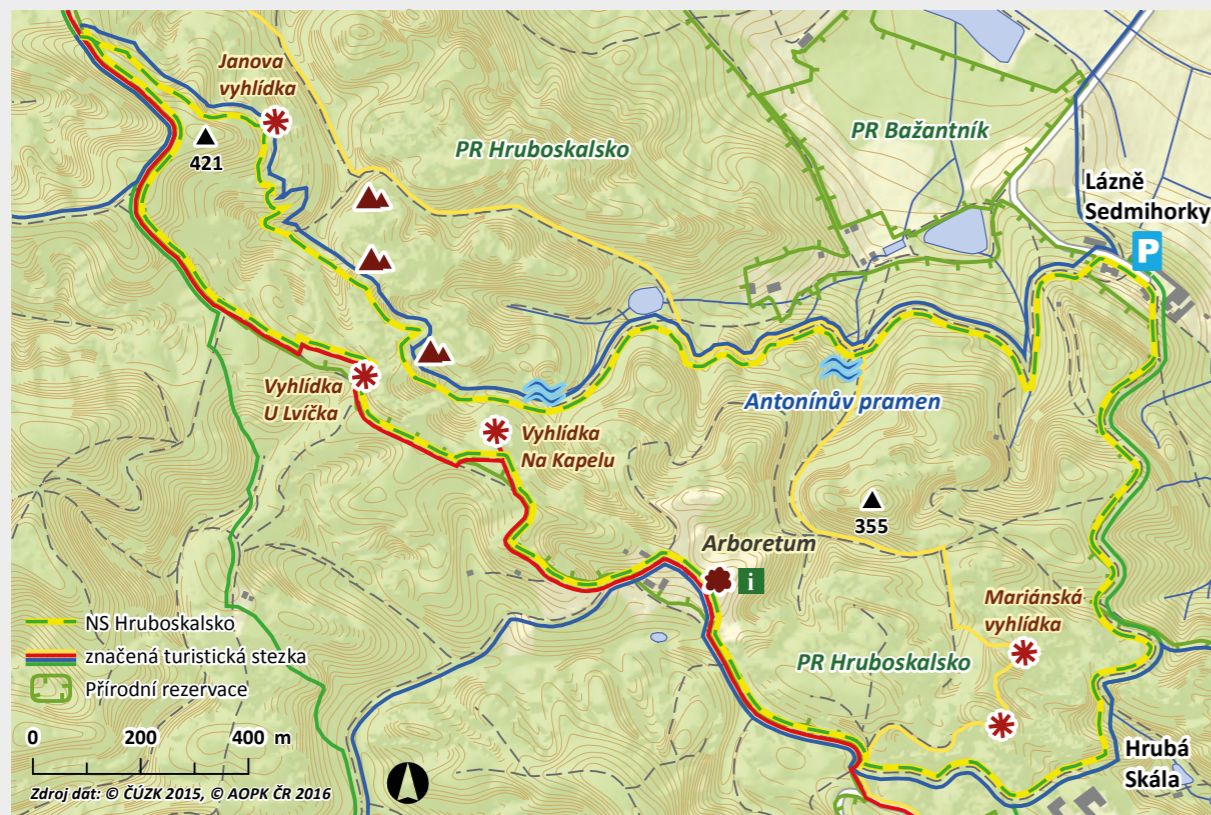 Janova
vyhlídka
421
PR Hruboskalsko
PR Bažantník
Lázně
Sedmihorky
P
Vyhlídka
U Lvíčka
Vyhlídka
Na Kapelu
Antonínův pramen
355
Arboretum
i
Mariánská
vyhlídka
PR Hruboskalsko
Hrubá
Skála
NS Hruboskalsko
značená turistická stezka
Přírodní rezervace
0 200 400 m
Zdroj dat: © ČÚZK 2015, © AOPK ČR 2016